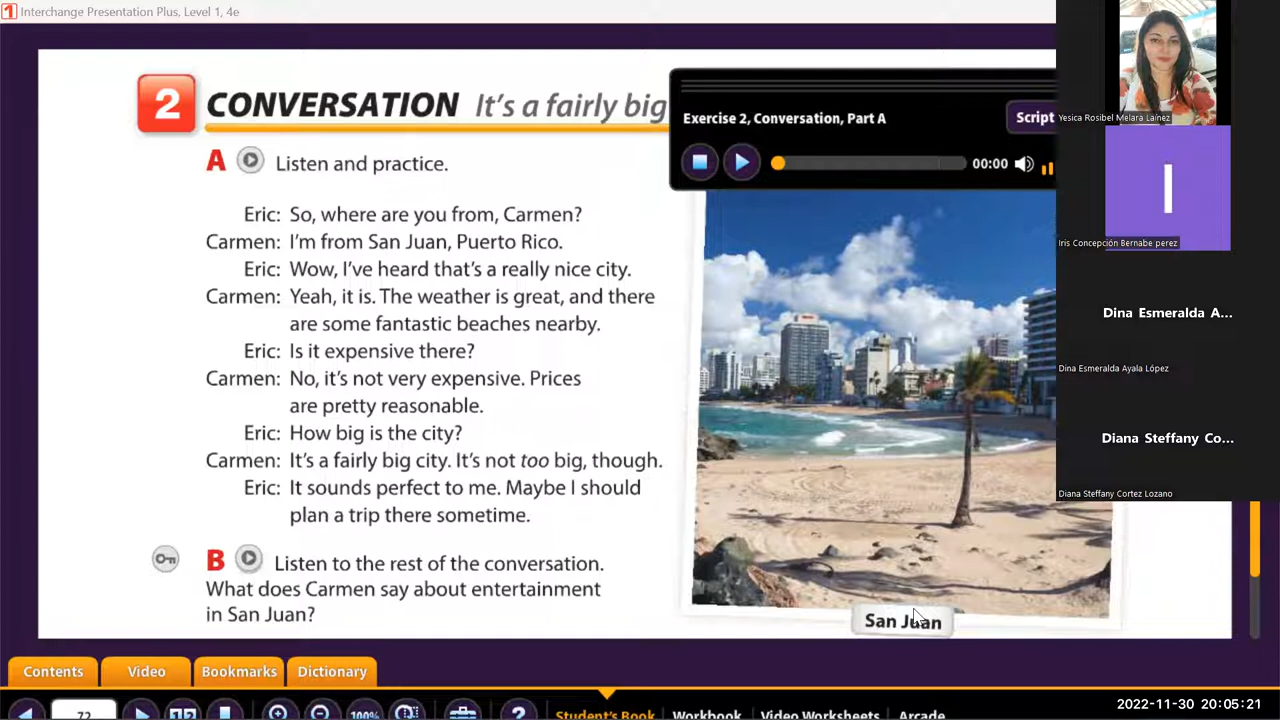 Interchange Presentation Plus, Level 1, 4e
2 CONVERSATION It's a fairly big
A Listen and practice.
Eric: So, where are you from, Carmen?
Carmen: I'm from San Juan, Puerto Rico.
Eric: Wow, I've heard that's a really nice city.
Carmen: Yeah, it is. The weather is great, and there
are some fantastic beaches nearby.
Eric: Is it expensive there?
Carmen: No, it's not very expensive. Prices
are pretty reasonable.
Eric: How big is the city?
Carmen: It's a fairly big city. It's not too big, though.
Eric: It sounds perfect to me. Maybe I should
plan a trip there sometime.
B Listen to the rest of the conversation.
What does Carmen say about entertainment
in San Juan?
Exercise 2, Conversation, Part A
Script
00:00
San Juan
Yesica Rosibel Melara Laínez
I
Iris Concepción Bernabe perez
Dina Esmeralda A...
Dina Esmeralda Ayala López
Diana Steffany Co...
Diana Steffany Cortez Lozano
Contents Video Bookmarks Dictionary
72 100% ? Student's Book Workbook Video Worksheets Arcade
2022-11-30 20:05:21